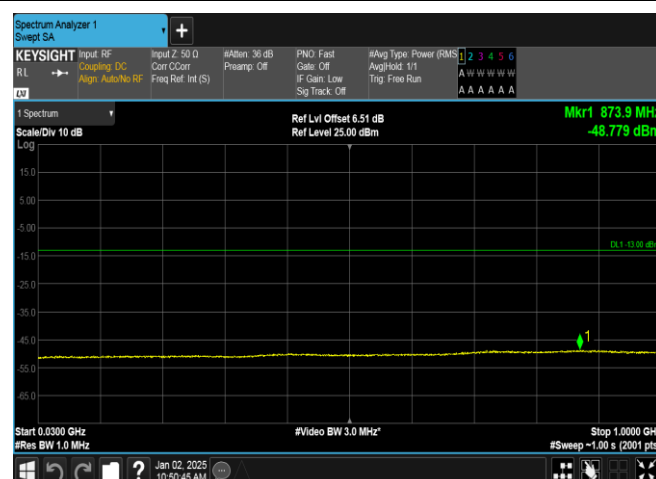 Spectrum Analyzer 1
Swept SA
+
KEYSIGHT
R L
LXI
Input: RF
Coupling: DC
Align: Auto/No RF
Input Z: 50 Ω
Corr CCorr
Freq Ref: Int (S)
#Atten: 36 dB
Preamp: Off
PNO: Fast
Gate: Off
IF Gain: Low
Sig Track: Off
#Avg Type: Power (RMS
Avg|Hold: 1/1
Trig: Free Run
1 2 3 4 5 6
A W W W W W
A A A A A A
1 Spectrum
Scale/Div 10 dB
Log
Ref Lvl Offset 6.51 dB
Ref Level 25.00 dBm
Mkr1 873.9 MHz
-48.779 dBm
15.0
5.00
-5.00
-15.0
-25.0
-35.0
-45.0
-55.0
-65.0
DL1 -13.00 dBm
1
Start 0.0300 GHz
#Res BW 1.0 MHz
#Video BW 3.0 MHz*
Stop 1.0000 GH
#Sweep ~1.00 s (2001 pts
?
Jan 02, 2025
10:50:45 AM